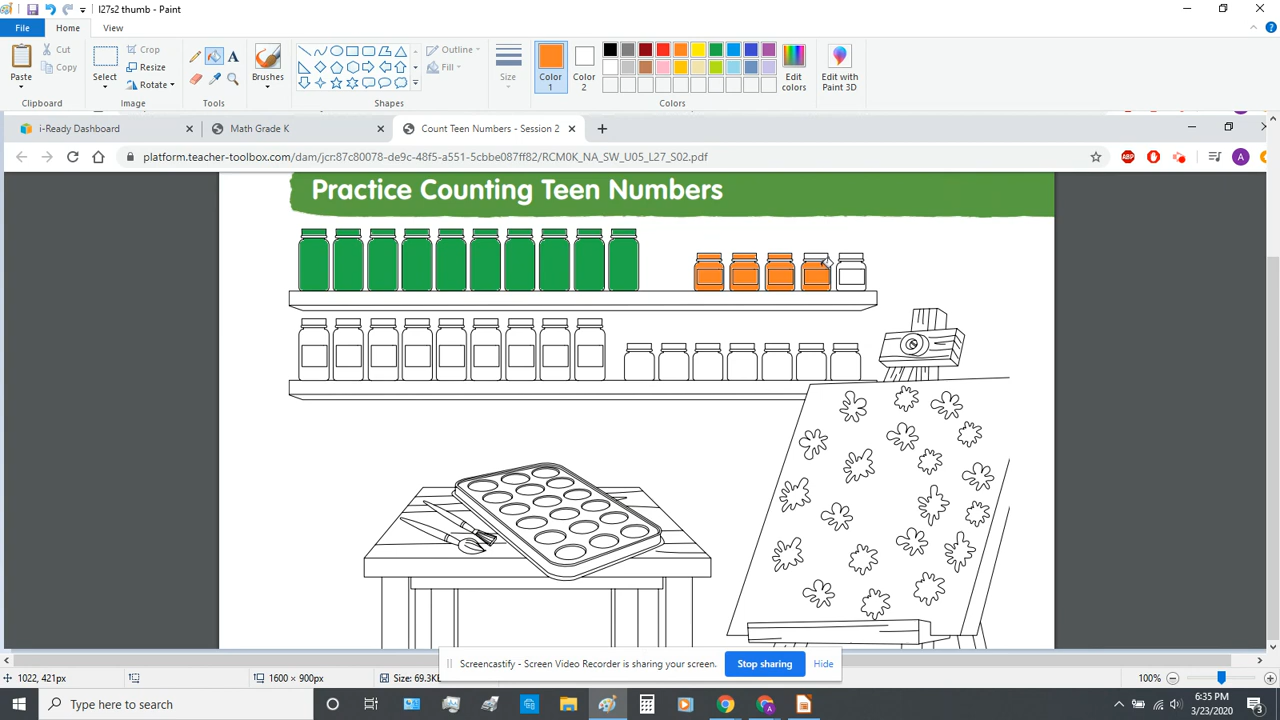 l27s2 thumb - Paint
File Home View
Paste Cut Copy Clipboard
Select Crop Resize Rotate Image
Tools
Brushes
Shapes Outline Fill
Size
Color 1 Color 2
Colors
Edit colors
Edit with Paint 3D
i-Ready Dashboard Math Grade K Count Teen Numbers - Session 2
platform.teacher-toolbox.com/dam/jcr:87c80078-de9c-48f5-a551-5cbbe087ff82/RCM0K_NA_SW_U05_L27_S02.pdf
ABP A
Practice Counting Teen Numbers
Screencastify - Screen Video Recorder is sharing your screen. Stop sharing Hide
1022, 421px 1600 × 900px Size: 69.3K 100%
Type here to search
6:35 PM
3/23/2020